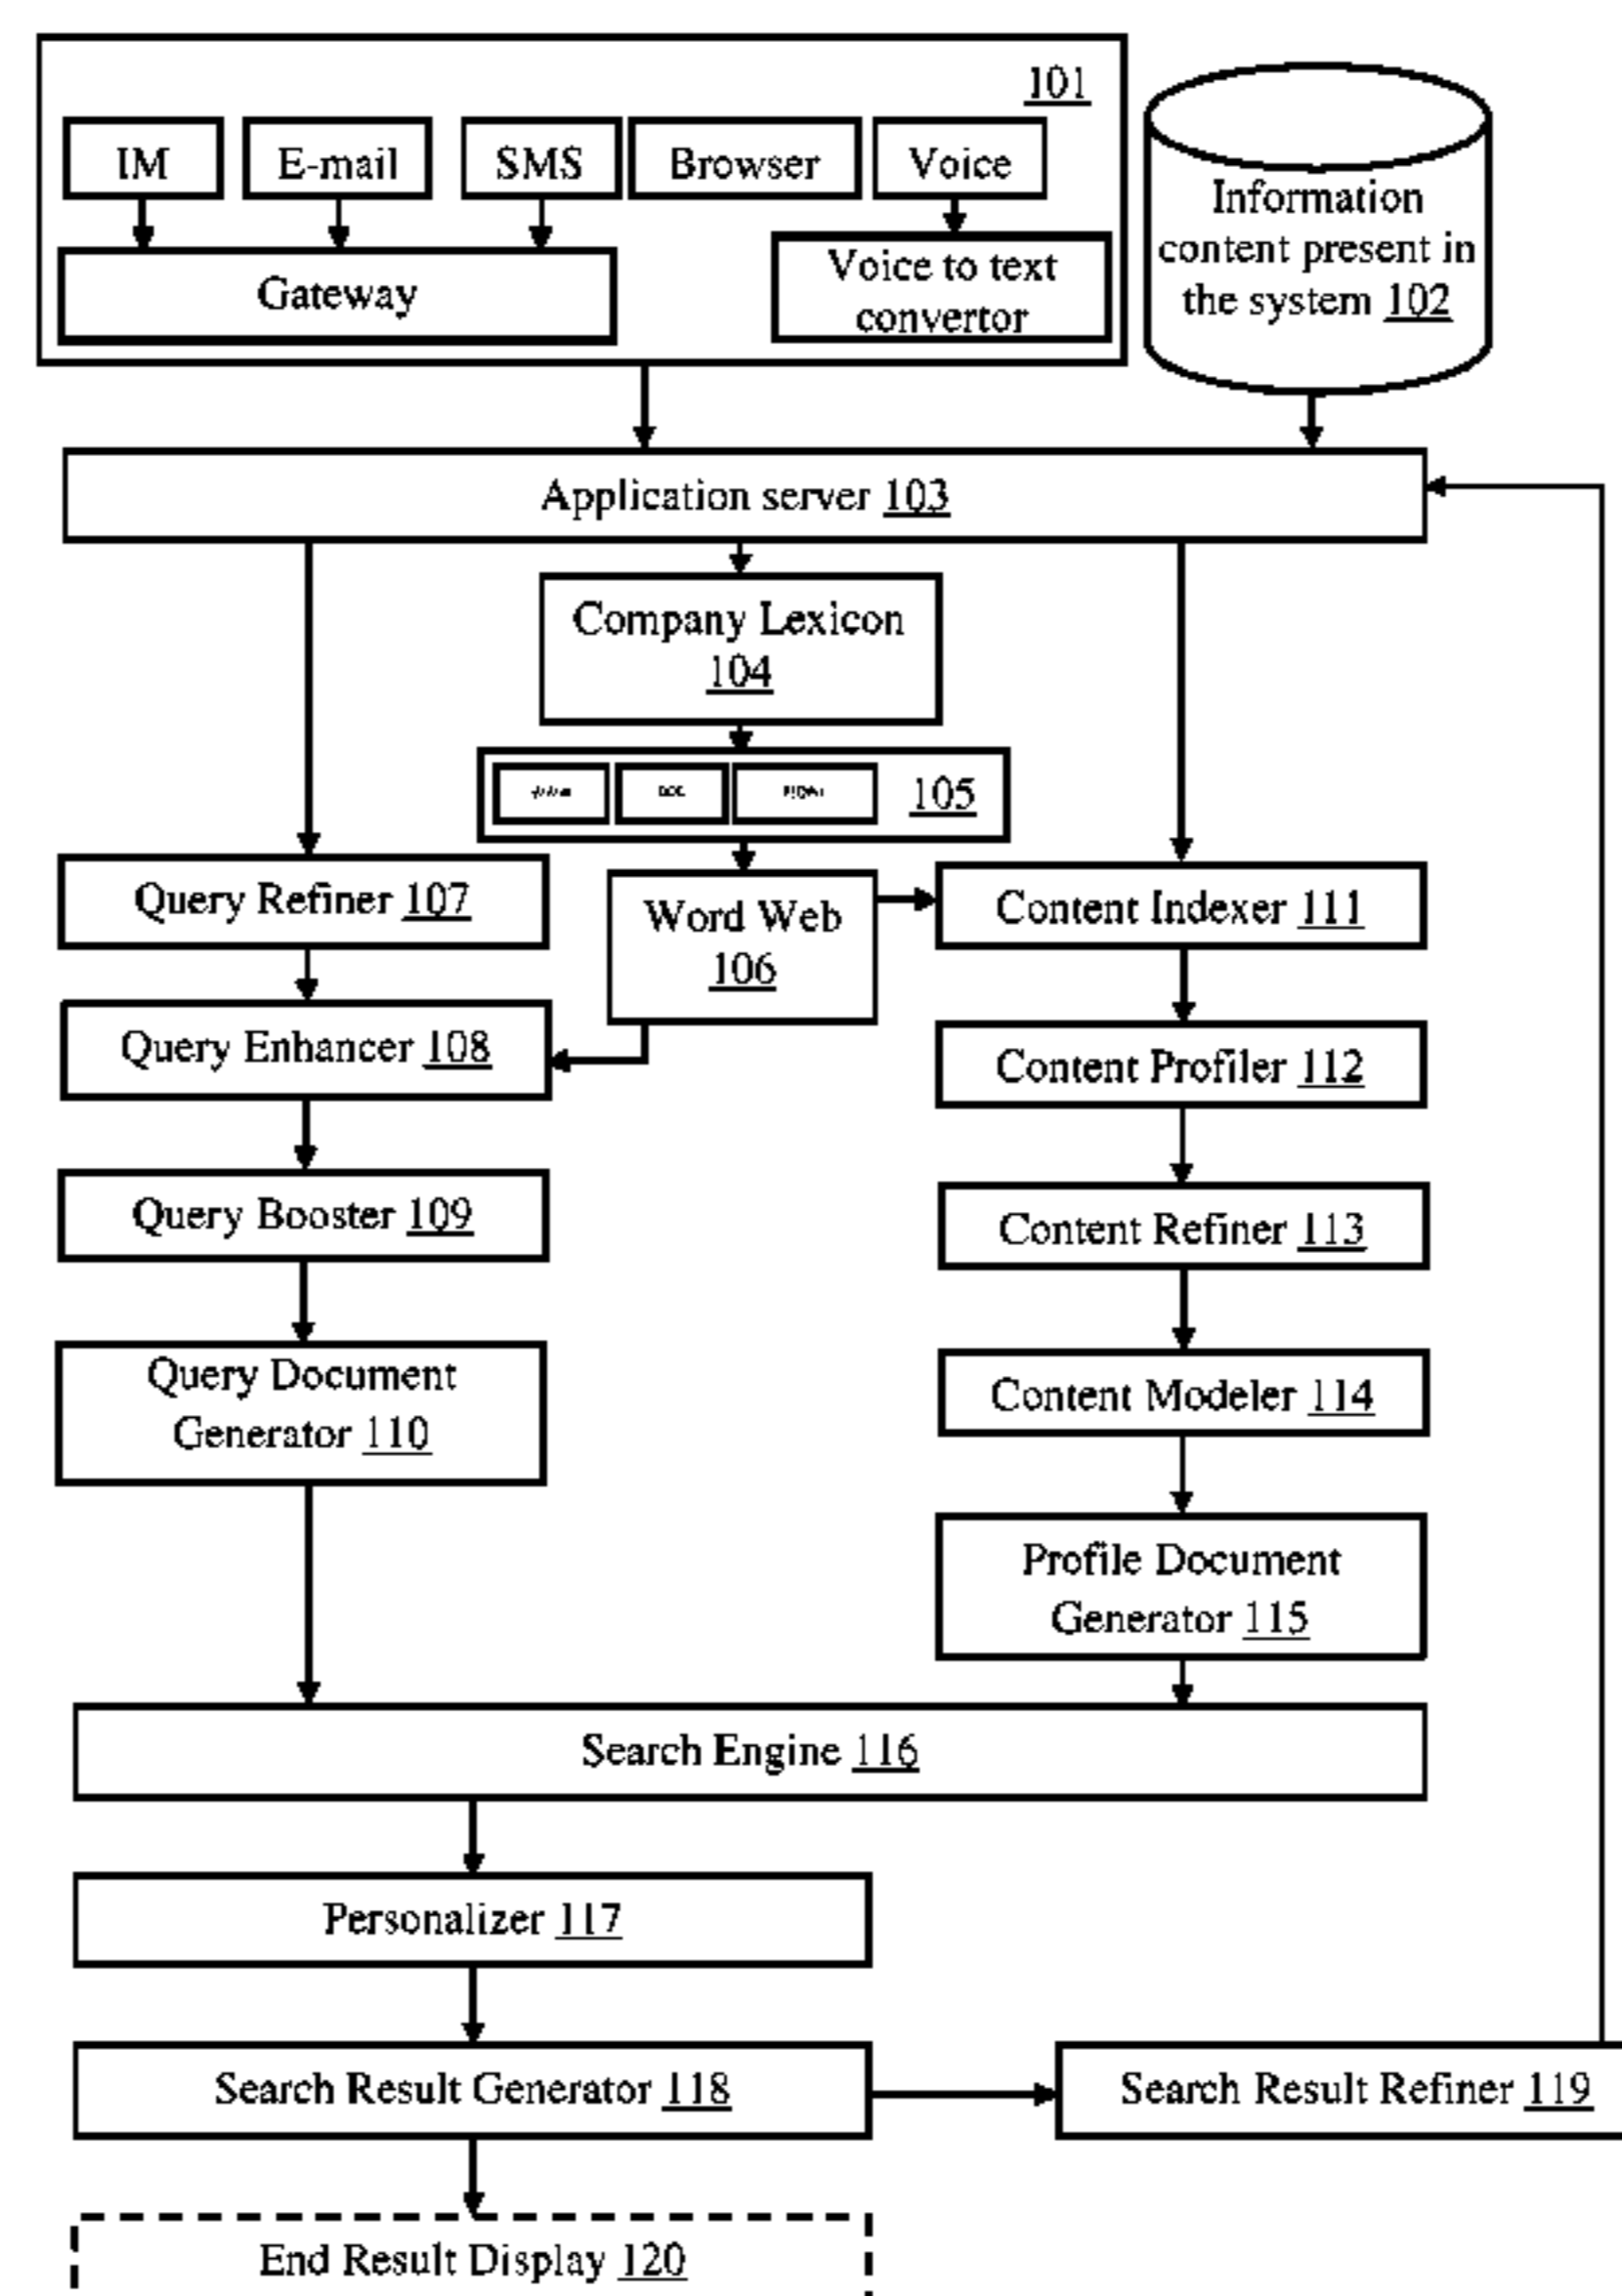 101
IM
E-mail
SMS
Browser
Voice
Gateway
Voice to text
convertor
Information
content present in
the system 102
Application server 103
Company Lexicon
104
105
Query Refiner 107
Word Web
106
Content Indexer 111
Query Enhancer 108
Content Profiler 112
Query Booster 109
Content Refiner 113
Query Document
Generator 110
Content Modeler 114
Profile Document
Generator 115
Search Engine 116
Personalizer 117
Search Result Generator 118
Search Result Refiner 119
End Result Display 120